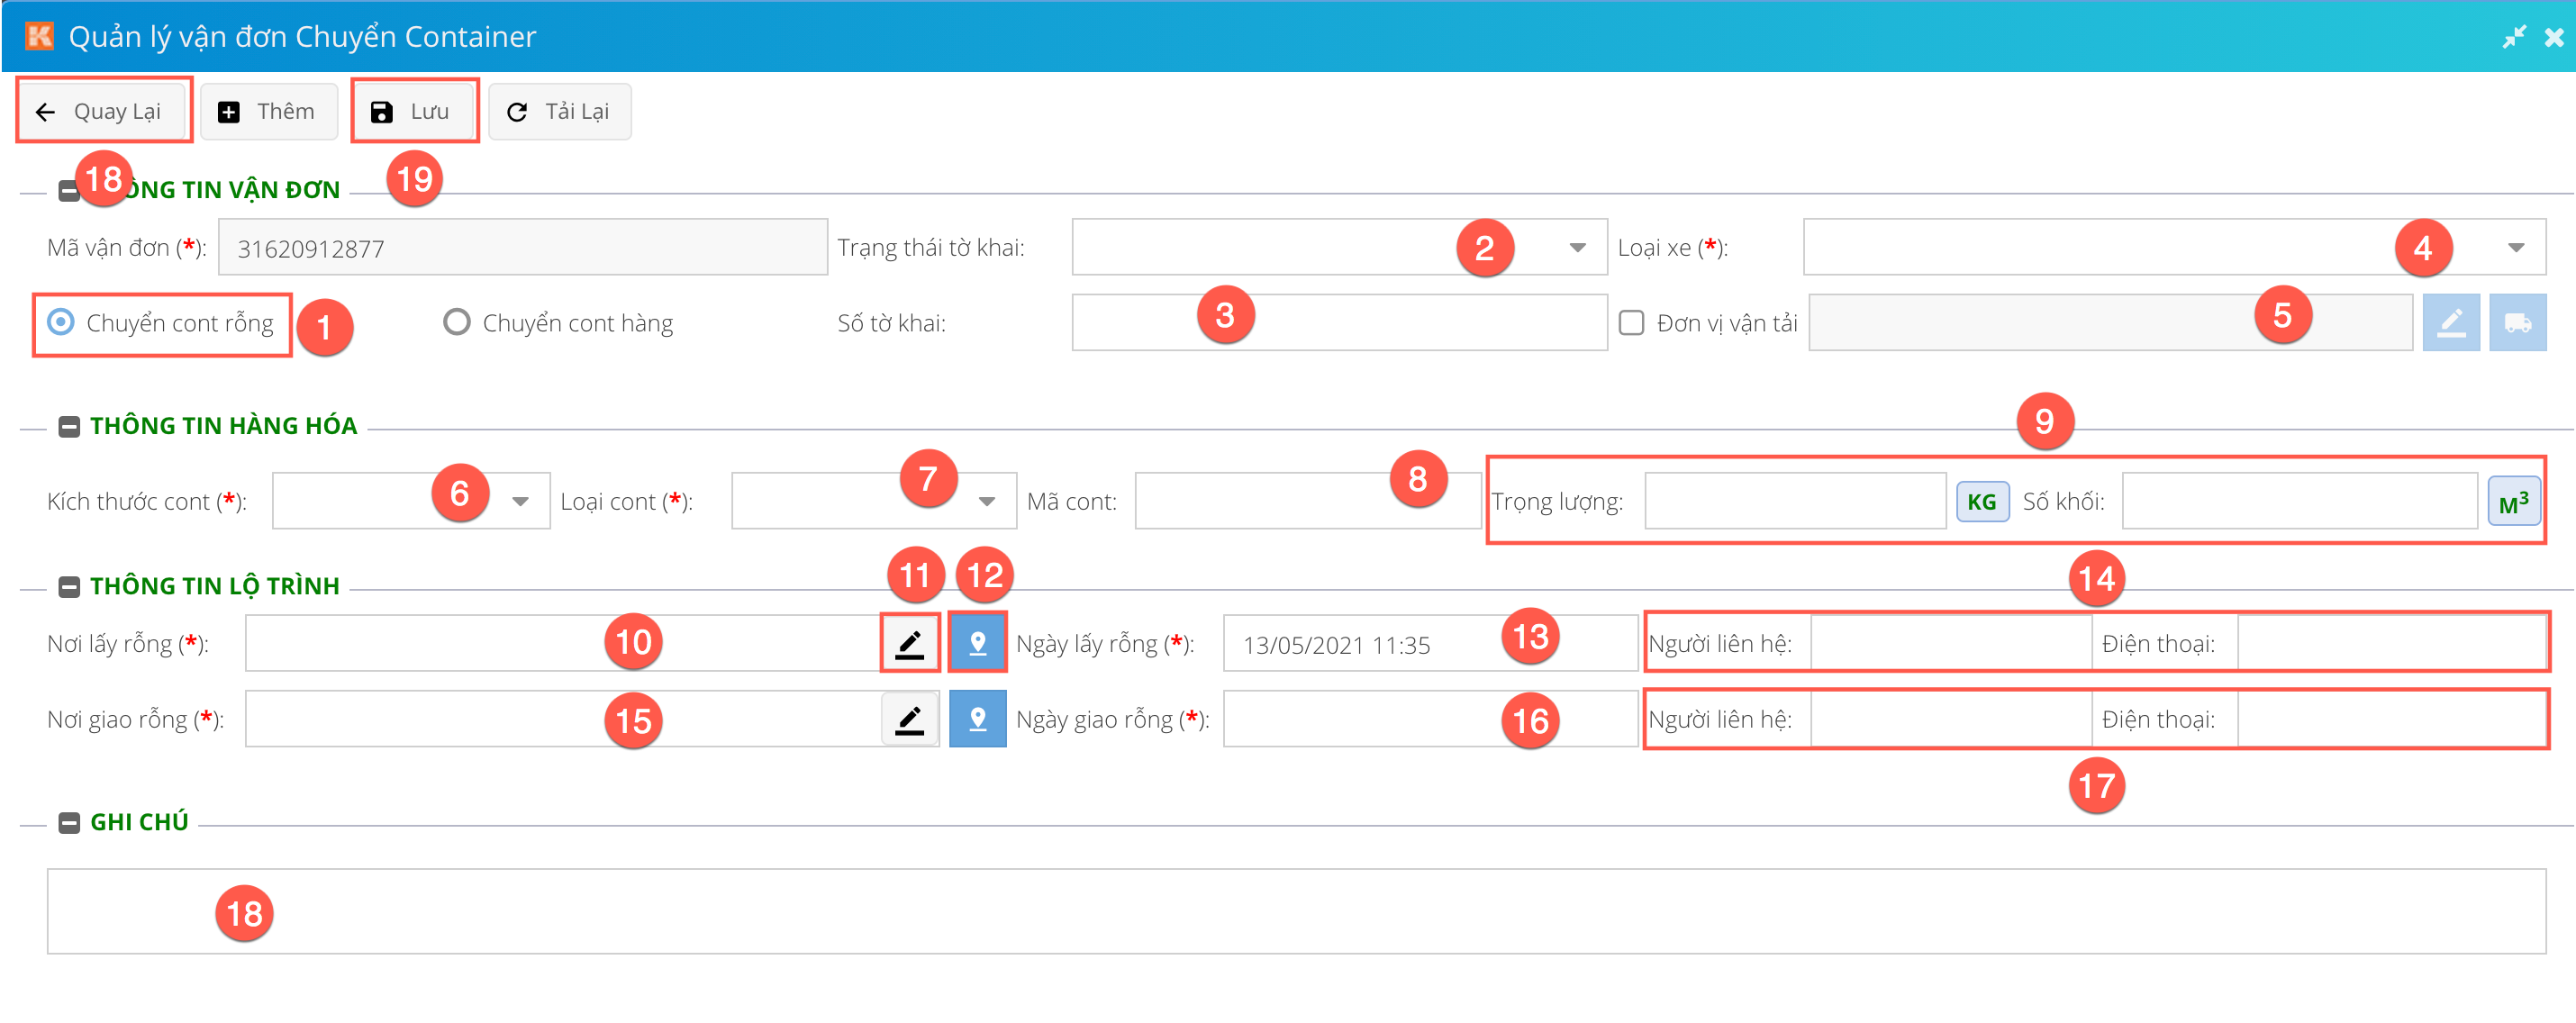 K Quản lý vận đơn Chuyển Container
Quay Lại Thêm Lưu Tải Lại
18 19
ÔNG TIN VẬN ĐƠN
Mã vận đơn (*): 31620912877 Trạng thái tờ khai: 2 Loại xe (*): 4
Chuyển cont rỗng 1 Chuyển cont hàng Số tờ khai: 3 Đơn vị vận tải 5
THÔNG TIN HÀNG HÓA 9
Kích thước cont (*): 6 Loại cont (*): 7 Mã cont: 8 Trọng lượng: KG Số khối: M³
THÔNG TIN LỘ TRÌNH 11 12 14
Nơi lấy rỗng (*): 10 Ngày lấy rỗng (*): 13/05/2021 11:35 13 Người liên hệ: Điện thoại:
Nơi giao rỗng (*): 15 Ngày giao rỗng (*): 16 Người liên hệ: Điện thoại:
17
GHI CHÚ
18